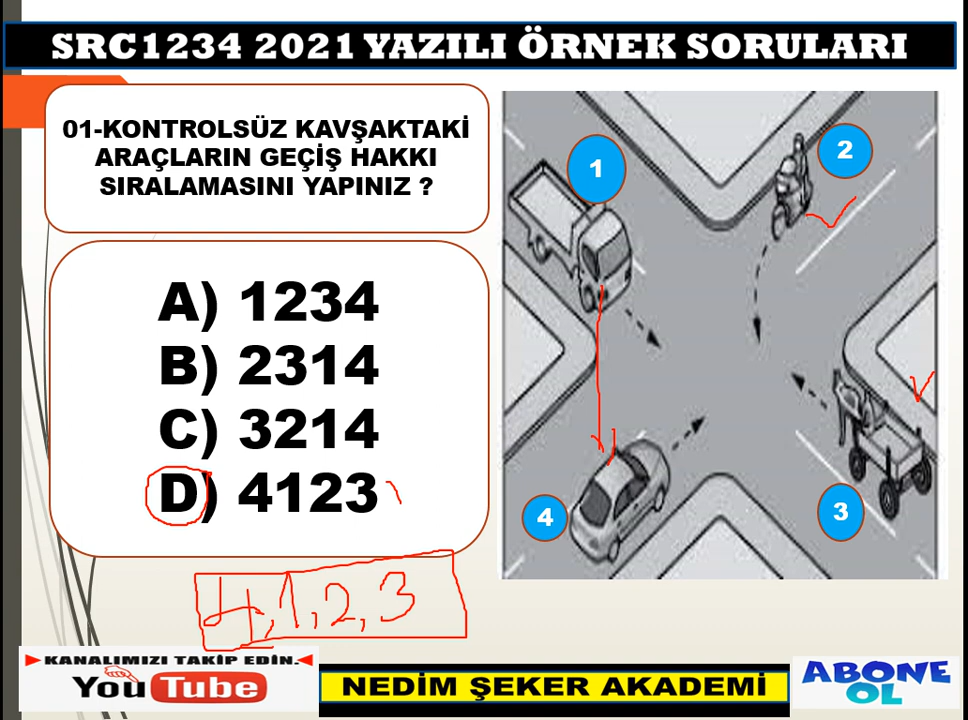 SRC1234 2021 YAZILI ÖRNEK SORULARI
01-KONTROLSÜZ KAVŞAKTAKİ
ARAÇLARIN GEÇİŞ HAKKI
SIRALAMASINI YAPINIZ ?
A) 1234
B) 2314
C) 3214
D) 4123
1
2
3
4
4,1,2,3
KANALIMIZI TAKİP EDİN.
YouTube
NEDİM ŞEKER AKADEMİ
ABONE
OL